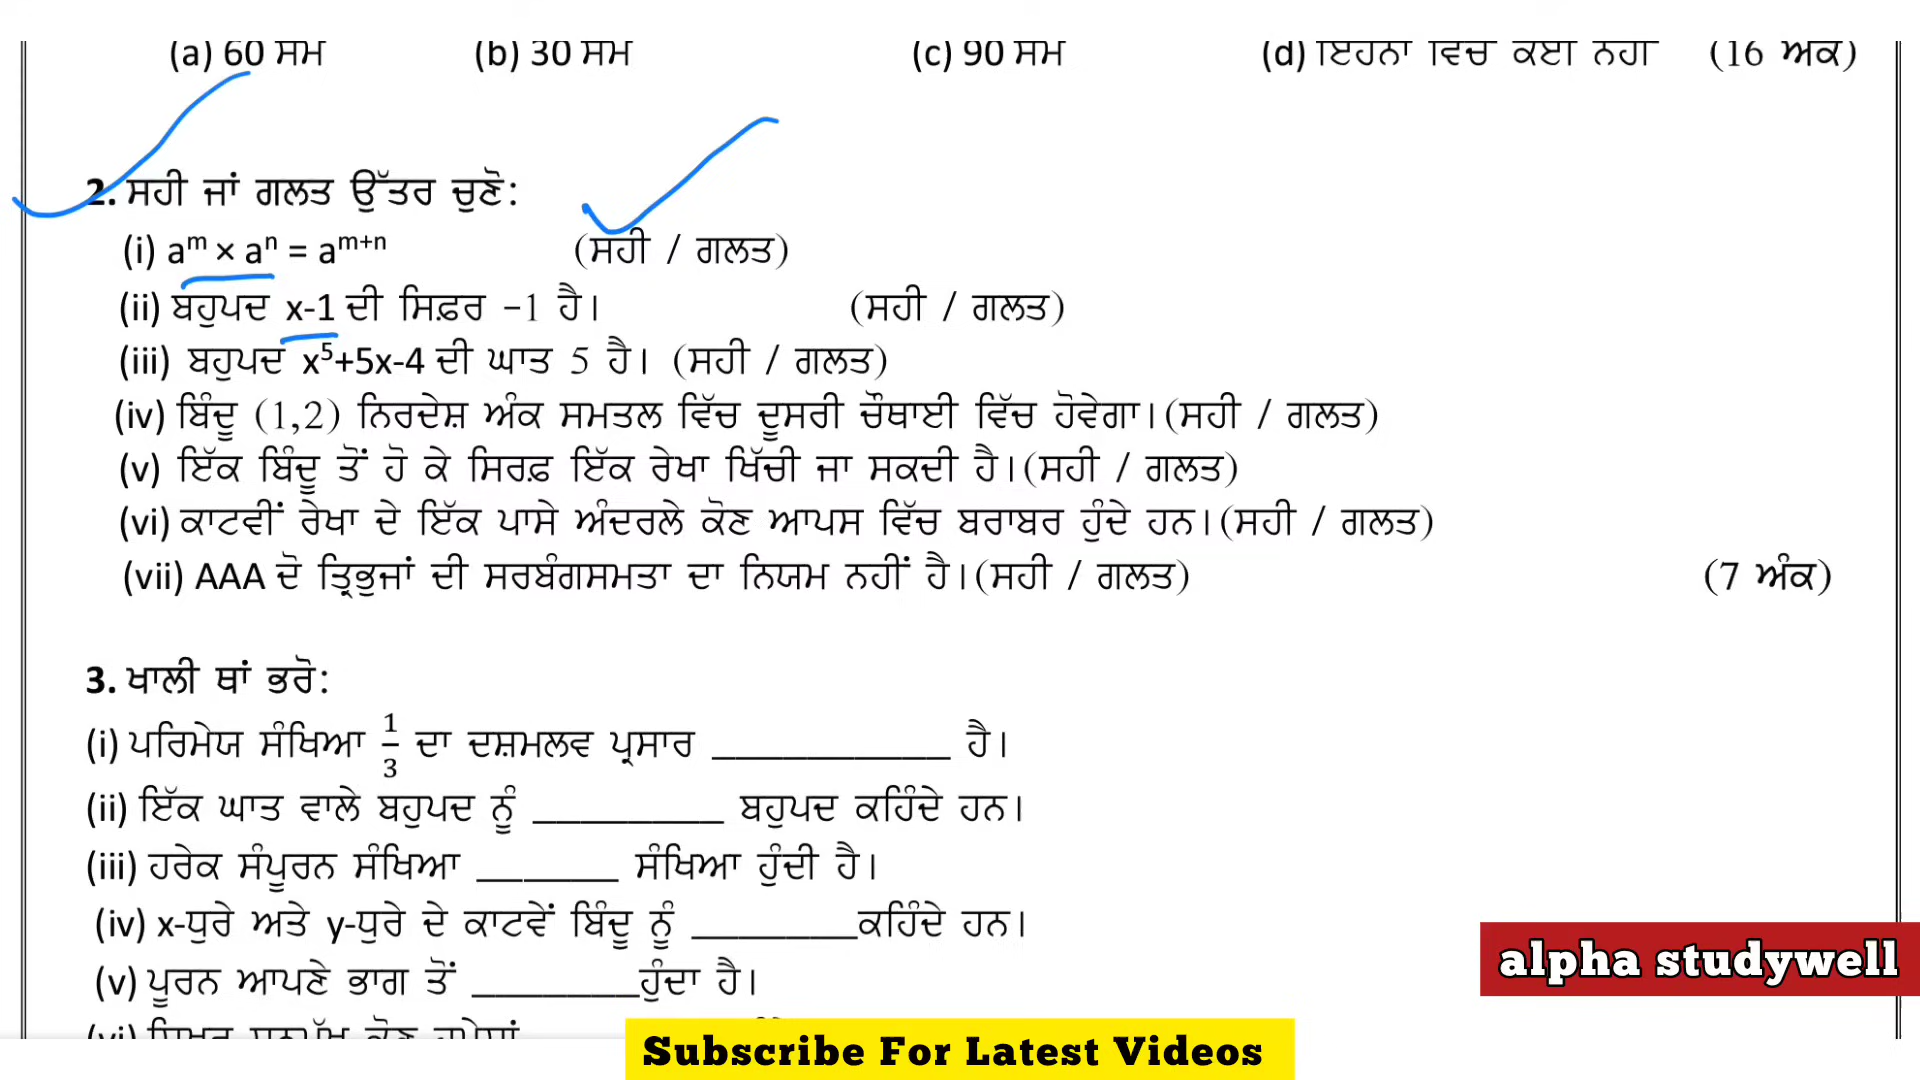 (a) 60 ਸਮ (b) 30 ਸਮ (c) 90 ਸਮ (d) ਇਹਨਾਂ ਵਿੱਚ ਕੋਈ ਨਹੀਂ (16 ਅੰਕ)
2. ਸਹੀ ਜਾਂ ਗਲਤ ਉੱਤਰ ਚੁਣੋ:
(i) aᵐ × aⁿ = aᵐ⁺ⁿ (ਸਹੀ / ਗਲਤ)
(ii) ਬਹੁਪਦ x-1 ਦੀ ਸਿਫ਼ਰ −1 ਹੈ। (ਸਹੀ / ਗਲਤ)
(iii) ਬਹੁਪਦ x⁵+5x-4 ਦੀ ਘਾਤ 5 ਹੈ। (ਸਹੀ / ਗਲਤ)
(iv) ਬਿੰਦੂ (1,2) ਨਿਰਦੇਸ਼ ਅੰਕ ਸਮਤਲ ਵਿੱਚ ਦੂਸਰੀ ਚੌਥਾਈ ਵਿੱਚ ਹੋਵੇਗਾ।(ਸਹੀ / ਗਲਤ)
(v) ਇੱਕ ਬਿੰਦੂ ਤੋਂ ਹੋ ਕੇ ਸਿਰਫ਼ ਇੱਕ ਰੇਖਾ ਖਿੱਚੀ ਜਾ ਸਕਦੀ ਹੈ।(ਸਹੀ / ਗਲਤ)
(vi) ਕਾਟਵੀਂ ਰੇਖਾ ਦੇ ਇੱਕ ਪਾਸੇ ਅੰਦਰਲੇ ਕੋਣ ਆਪਸ ਵਿੱਚ ਬਰਾਬਰ ਹੁੰਦੇ ਹਨ।(ਸਹੀ / ਗਲਤ)
(vii) AAA ਦੋ ਤ੍ਰਿਭੁਜਾਂ ਦੀ ਸਰਬੰਗਸਮਤਾ ਦਾ ਨਿਯਮ ਨਹੀਂ ਹੈ।(ਸਹੀ / ਗਲਤ) (7 ਅੰਕ)
3. ਖਾਲੀ ਥਾਂ ਭਰੋ:
(i) ਪਰਿਮੇਯ ਸੰਖਿਆ 1/3 ਦਾ ਦਸ਼ਮਲਵ ਪ੍ਰਸਾਰ __________ ਹੈ।
(ii) ਇੱਕ ਘਾਤ ਵਾਲੇ ਬਹੁਪਦ ਨੂੰ ________ ਬਹੁਪਦ ਕਹਿੰਦੇ ਹਨ।
(iii) ਹਰੇਕ ਸੰਪੂਰਨ ਸੰਖਿਆ ______ ਸੰਖਿਆ ਹੁੰਦੀ ਹੈ।
(iv) x-ਧੁਰੇ ਅਤੇ y-ਧੁਰੇ ਦੇ ਕਾਟਵੇਂ ਬਿੰਦੂ ਨੂੰ _______ਕਹਿੰਦੇ ਹਨ।
(v) ਪੂਰਨ ਆਪਣੇ ਭਾਗ ਤੋਂ _______ਹੁੰਦਾ ਹੈ।
alpha studywell
Subscribe For Latest Videos